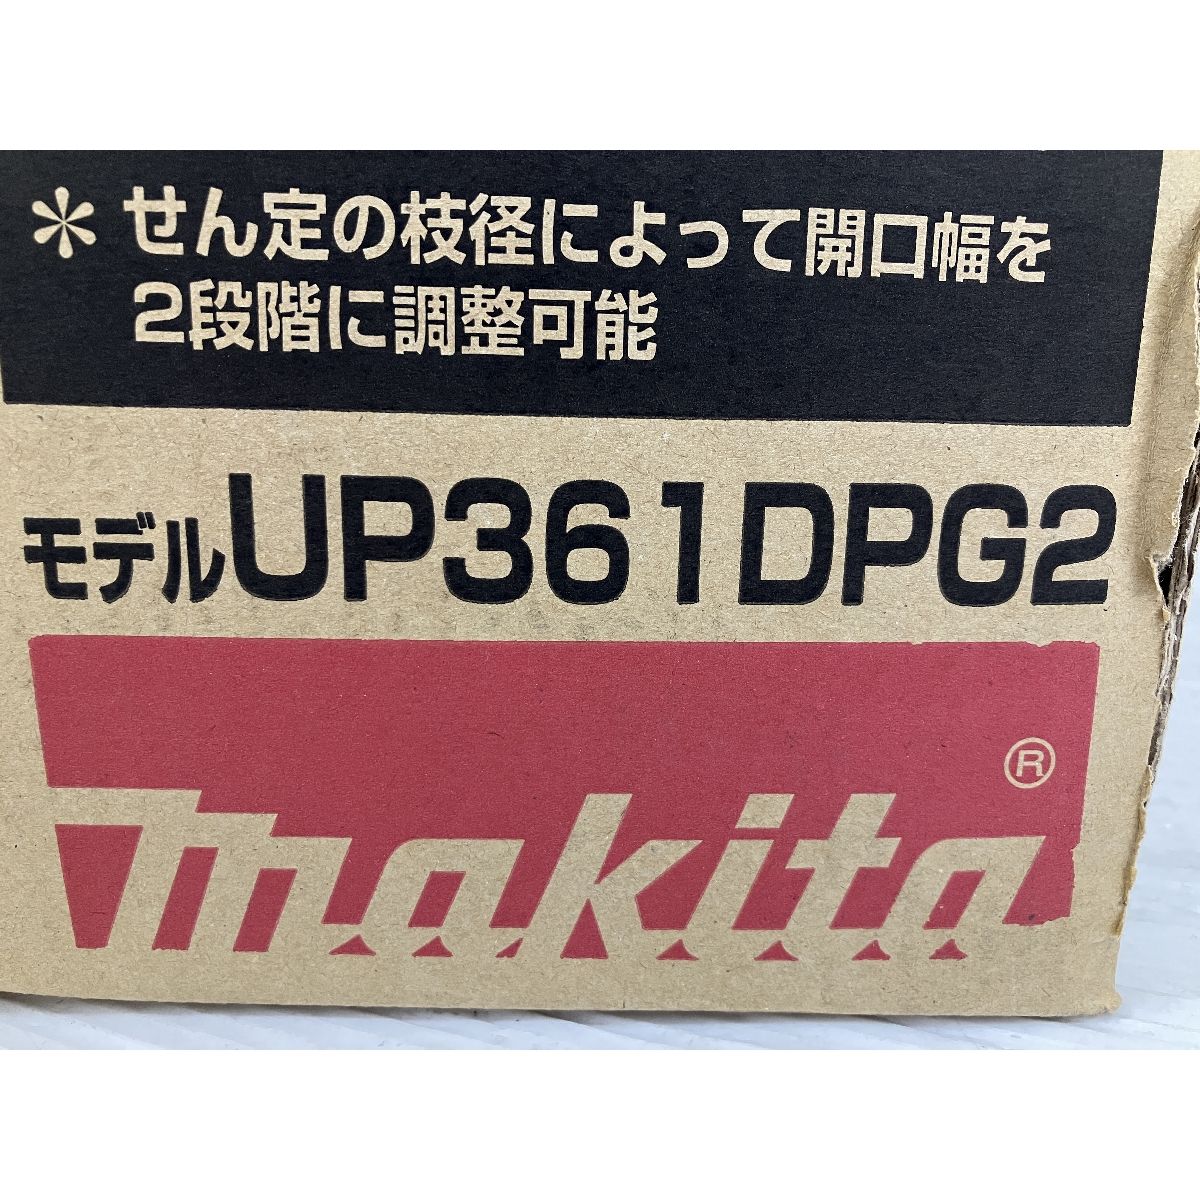 * せん定の枝径によって開口幅を
2段階に調整可能
モデルUP361DPG2
makita®